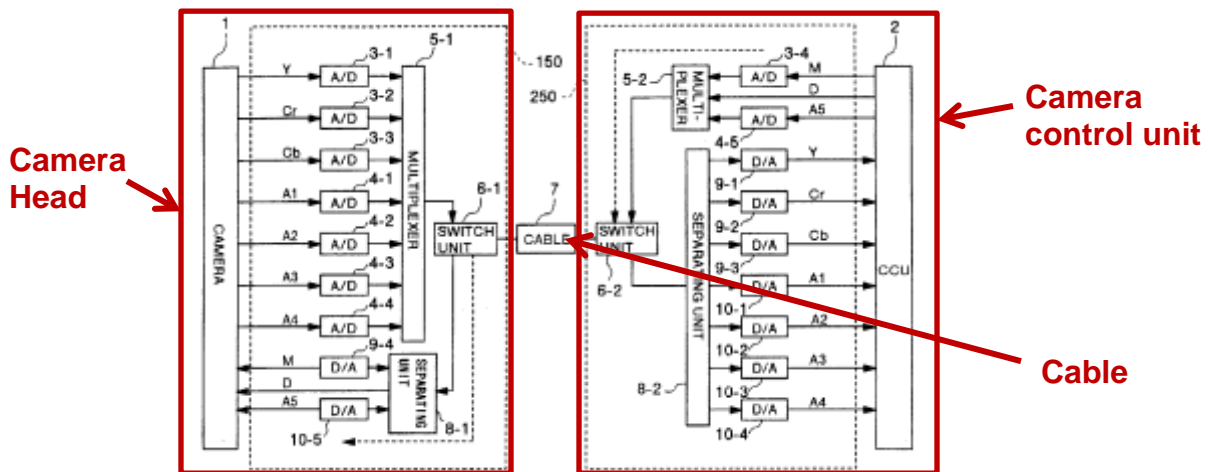 1
3-1
5-1
Y
A/D
3-2
Cr
A/D
3-3
Cb
A/D
4-1
A1
A/D
4-2
A2
A/D
4-3
A3
A/D
4-4
A4
A/D
9-4
M
D/A
D
A5
D/A
10-5
CAMERA
MULTIPLEXER
SEPARATING
UNIT
8-1
6-1
SWITCH
UNIT
150
250
7
CABLE
2
3-4
5-2
MULTI-
PLEXER
A/D
M
D
A/D
A5
4-5
SWITCH
UNIT
6-2
SEPARATING UNIT
8-2
D/A
Y
9-1
D/A
Cr
9-2
D/A
Cb
9-3
D/A
A1
10-1
D/A
A2
10-2
D/A
A3
10-3
D/A
A4
10-4
CCU
Camera
Head
Camera
control unit
Cable